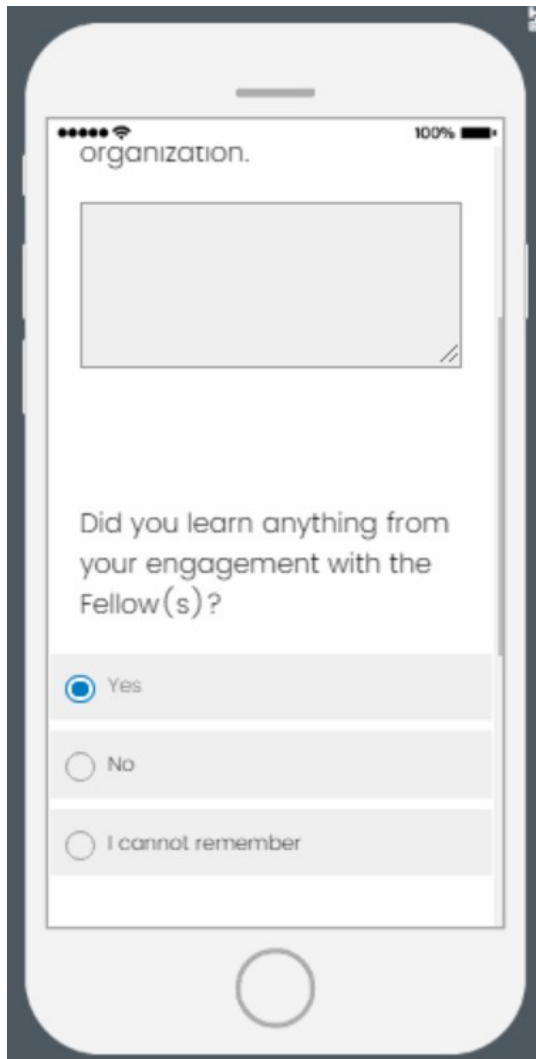 100%
organization.
Did you learn anything from
your engagement with the
Fellow(s)?
Yes
No
I cannot remember